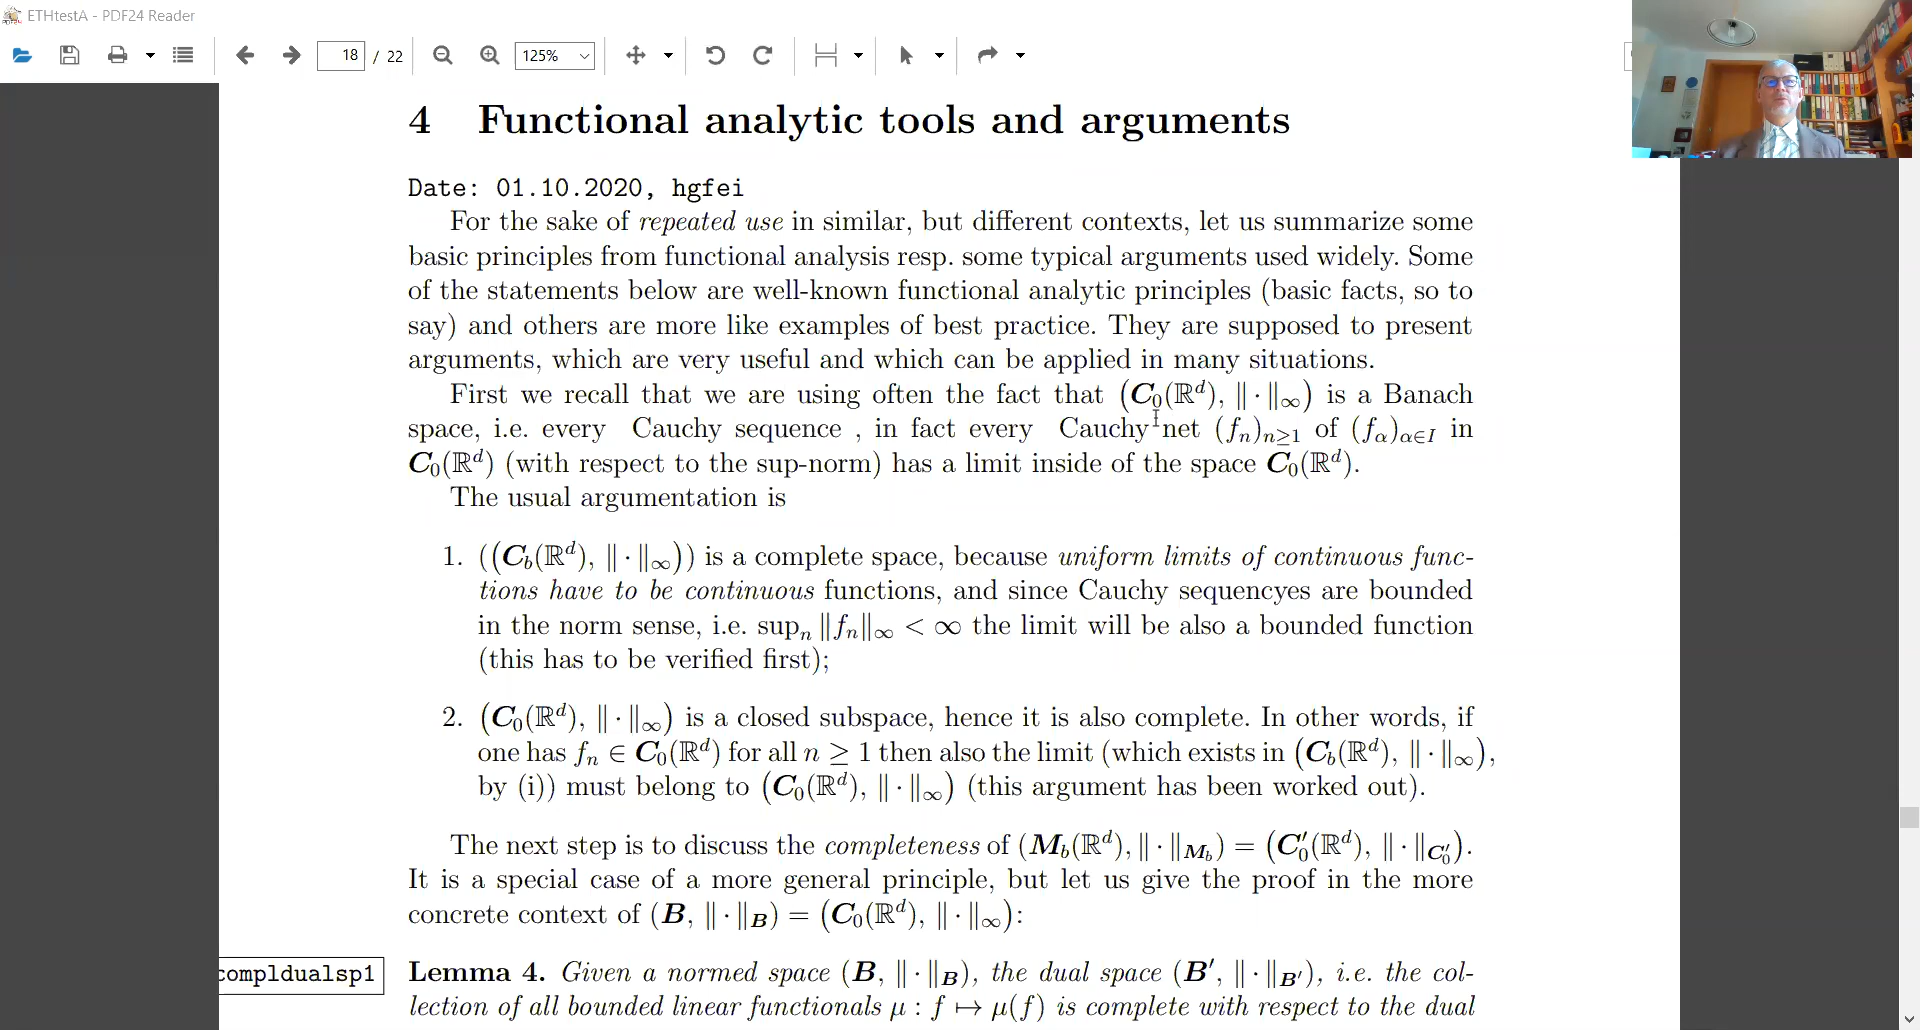 ETHtestA - PDF24 Reader
18 / 22 125%
4 Functional analytic tools and arguments
Date: 01.10.2020, hgfei
For the sake of repeated use in similar, but different contexts, let us summarize some
basic principles from functional analysis resp. some typical arguments used widely. Some
of the statements below are well-known functional analytic principles (basic facts, so to
say) and others are more like examples of best practice. They are supposed to present
arguments, which are very useful and which can be applied in many situations.
First we recall that we are using often the fact that (C₀(ℝᵈ), ‖·‖∞) is a Banach
space, i.e. every Cauchy sequence , in fact every Cauchy net (fₙ)ₙ≥₁ of (f_α)_α∈I in
C₀(ℝᵈ) (with respect to the sup-norm) has a limit inside of the space C₀(ℝᵈ).
The usual argumentation is
1. ((C_b(ℝᵈ), ‖·‖∞)) is a complete space, because uniform limits of continuous func-
tions have to be continuous functions, and since Cauchy sequencyes are bounded
in the norm sense, i.e. supₙ ‖fₙ‖∞ < ∞ the limit will be also a bounded function
(this has to be verified first);
2. (C₀(ℝᵈ), ‖·‖∞) is a closed subspace, hence it is also complete. In other words, if
one has fₙ ∈ C₀(ℝᵈ) for all n ≥ 1 then also the limit (which exists in (C_b(ℝᵈ), ‖·‖∞),
by (i)) must belong to (C₀(ℝᵈ), ‖·‖∞) (this argument has been worked out).
The next step is to discuss the completeness of (M_b(ℝᵈ), ‖·‖_M_b) = (C₀′(ℝᵈ), ‖·‖_C₀′).
It is a special case of a more general principle, but let us give the proof in the more
concrete context of (B, ‖·‖_B) = (C₀(ℝᵈ), ‖·‖∞):
compldualsp1
Lemma 4. Given a normed space (B, ‖·‖_B), the dual space (B′, ‖·‖_B′), i.e. the col-
lection of all bounded linear functionals μ : f ↦ μ(f) is complete with respect to the dual